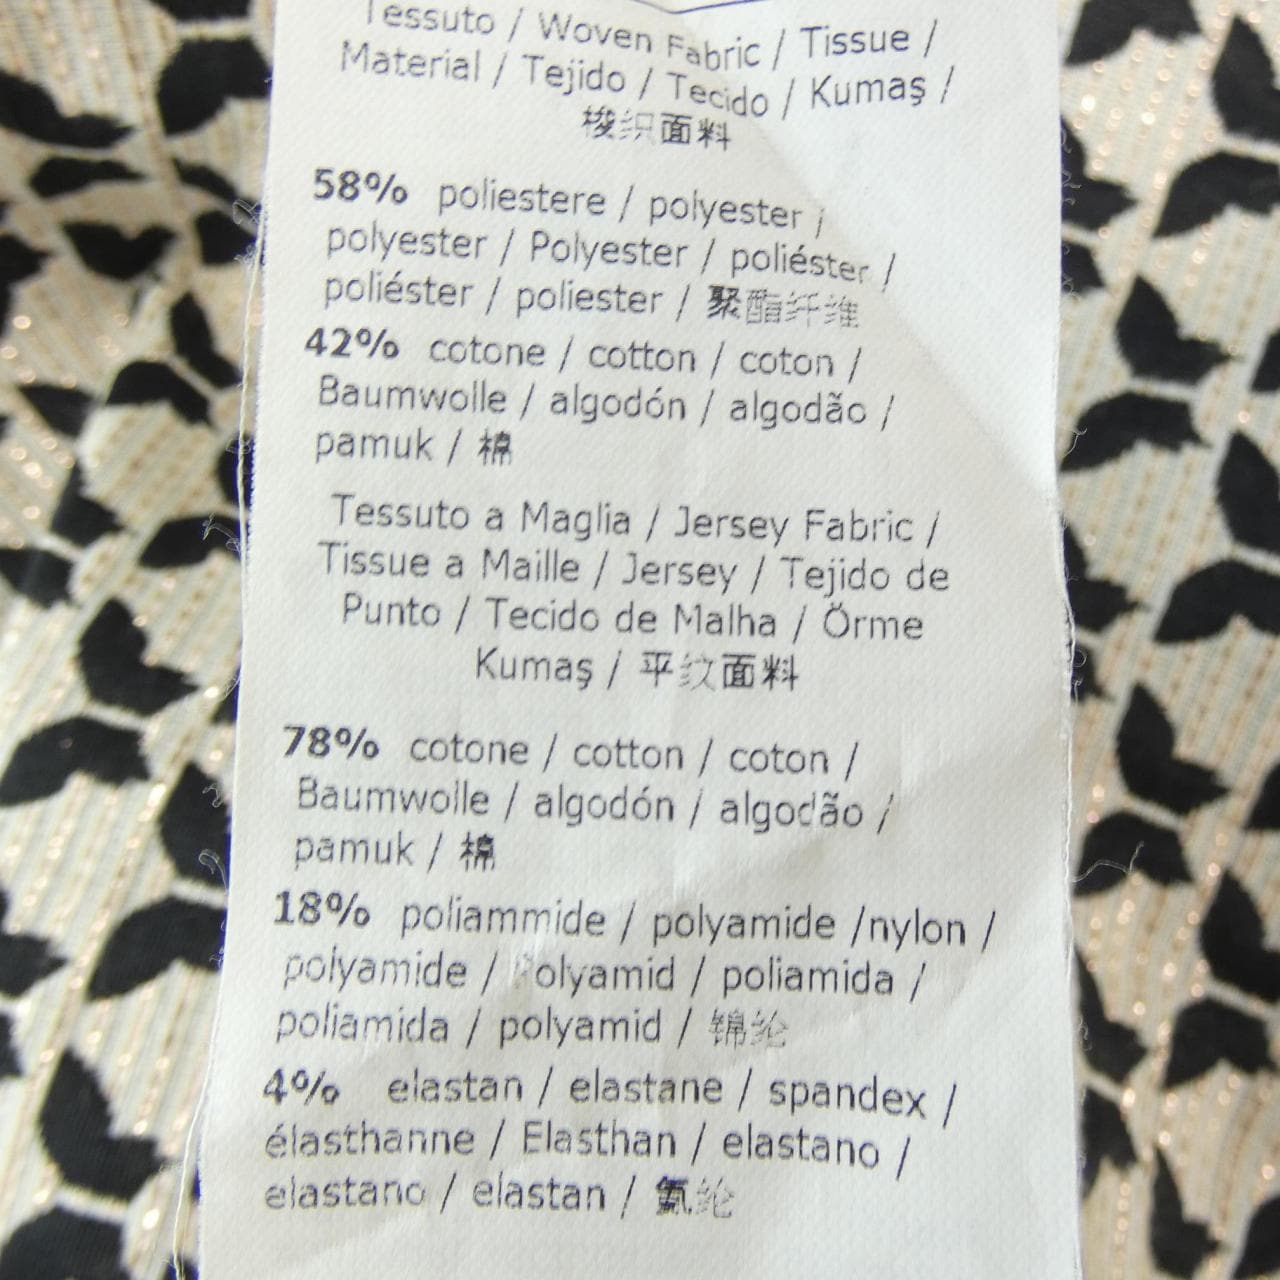 Tessuto / Woven Fabric / Tissue /
Material / Tejido / Tecido / Kumaş /
梭织面料
58% poliestere / polyester /
polyester / Polyester / poliéster /
poliéster / poliester / 聚酯纤维
42% cotone / cotton / coton /
Baumwolle / algodón / algodão /
pamuk / 棉
Tessuto a Maglia / Jersey Fabric /
Tissue a Maille / Jersey / Tejido de
Punto / Tecido de Malha / Örme
Kumaş / 平纹面料
78% cotone / cotton / coton /
Baumwolle / algodón / algodão /
pamuk / 棉
18% poliammide / polyamide /nylon /
polyamide / Polyamid / poliamida /
poliamida / polyamid / 锦纶
4% elastan / elastane / spandex /
élasthanne / Elasthan / elastano /
elastano / elastan / 氨纶